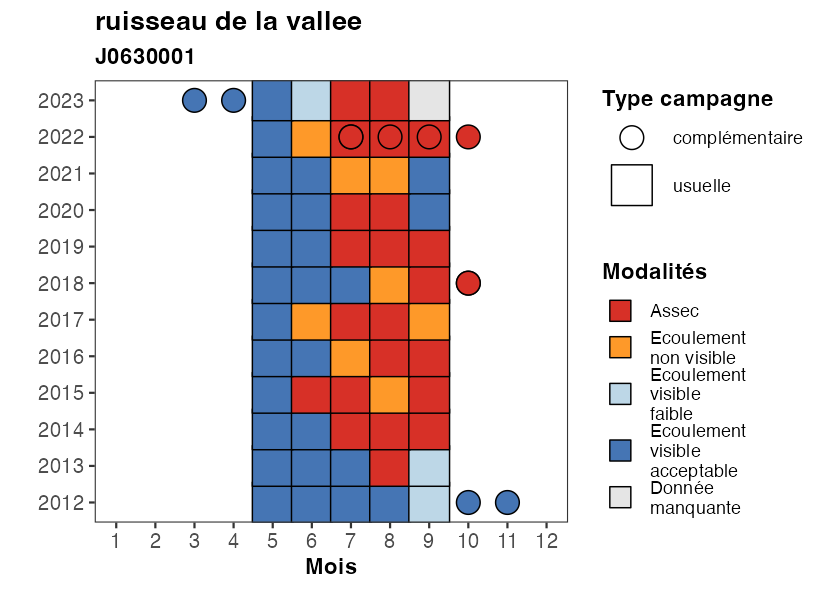 ruisseau de la vallee
J0630001
2023
2022
2021
2020
2019
2018
2017
2016
2015
2014
2013
2012
1 2 3 4 5 6 7 8 9 10 11 12
Mois
Type campagne
complémentaire
usuelle
Modalités
Assec
Ecoulement
non visible
Ecoulement
visible
faible
Ecoulement
visible
acceptable
Donnée
manquante